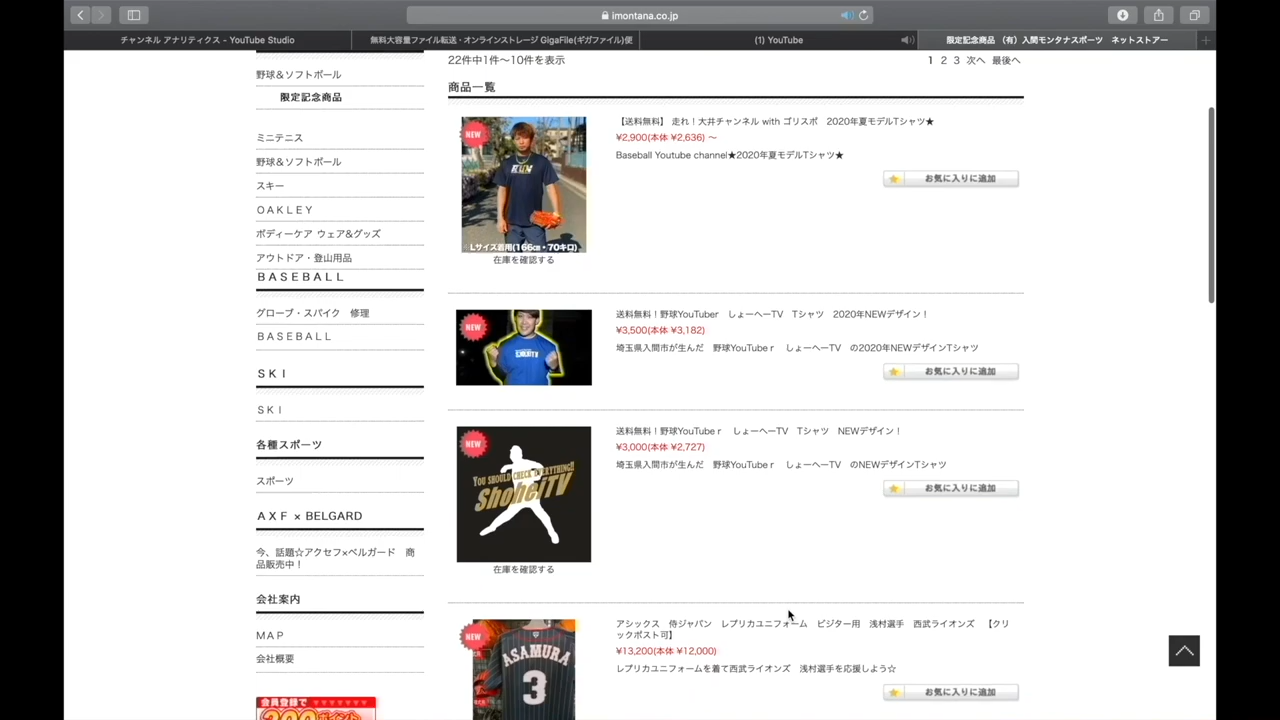 imontana.co.jp
チャンネル アナリティクス - YouTube Studio
無料大容量ファイル転送・オンラインストレージ GigaFile(ギガファイル)便
(1) YouTube
限定記念商品 （有）入間モンタナスポーツ ネットストアー
野球＆ソフトボール
限定記念商品
ミニテニス
野球＆ソフトボール
スキー
ＯＡＫＬＥＹ
ボディーケア ウェア&グッズ
アウトドア・登山用品
ＢＡＳＥＢＡＬＬ
グローブ・スパイク 修理
ＢＡＳＥＢＡＬＬ
ＳＫＩ
ＳＫＩ
各種スポーツ
スポーツ
ＡＸＦ × BELGARD
今、話題☆アクセフ×ベルガード 商
品販売中！
会社案内
ＭＡＰ
会社概要
会員登録で
22件中1件〜10件を表示
1 2 3 次へ 最後へ
商品一覧
NEW
Lサイズ着用(166㎝・70キロ)
在庫を確認する
【送料無料】 走れ！大井チャンネル with ゴリスポ 2020年夏モデルTシャツ★
¥2,900(本体 ¥2,636) 〜
Baseball Youtube channel★2020年夏モデルTシャツ★
お気に入りに追加
NEW
送料無料！野球YouTuber しょーへーTV Tシャツ 2020年NEWデザイン！
¥3,500(本体 ¥3,182)
埼玉県入間市が生んだ 野球YouTubeｒ しょーへーTV の2020年NEWデザインTシャツ
お気に入りに追加
NEW
YOU SHOULD CHECK EVERYTHING!!
ShoheiTV
在庫を確認する
送料無料！野球YouTubeｒ しょーへーTV Tシャツ NEWデザイン！
¥3,000(本体 ¥2,727)
埼玉県入間市が生んだ 野球YouTubeｒ しょーへーTV のNEWデザインTシャツ
お気に入りに追加
NEW
ASAMURA
3
アシックス 侍ジャパン レプリカユニフォーム ビジター用 浅村選手 西武ライオンズ 【クリ
ックポスト可】
¥13,200(本体 ¥12,000)
レプリカユニフォームを着て西武ライオンズ 浅村選手を応援しよう☆
お気に入りに追加